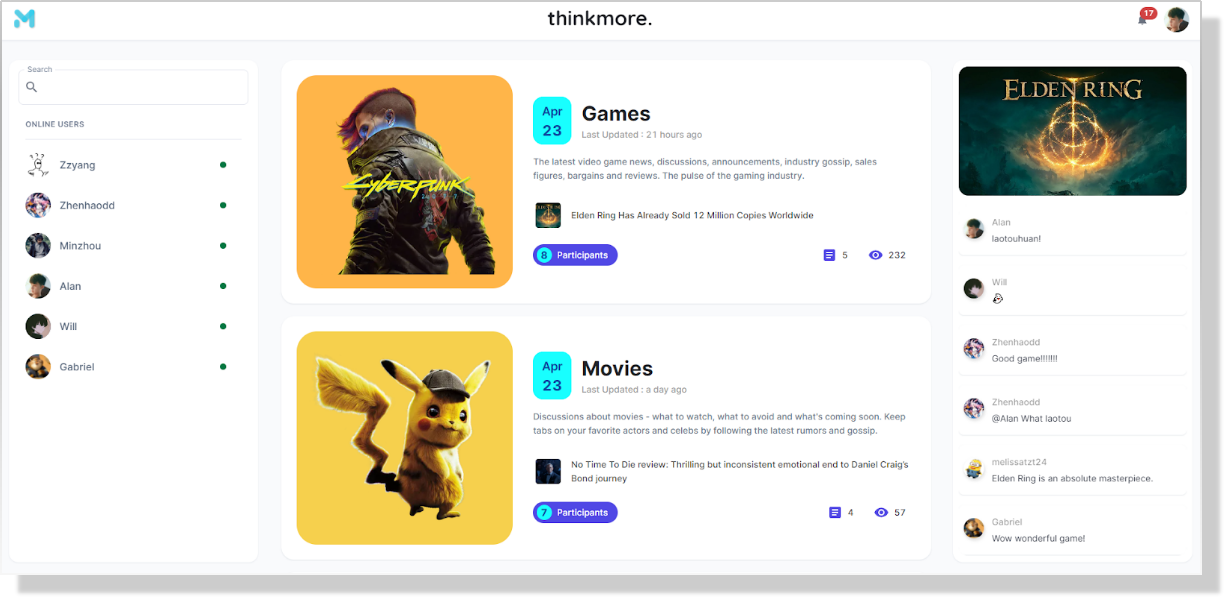 thinkmore.
17
Search
ONLINE USERS
Zzyang
Zhenhaodd
Minzhou
Alan
Will
Gabriel
CYBERPUNK
Apr
23
Games
Last Updated : 21 hours ago
The latest video game news, discussions, announcements, industry gossip, sales
figures, bargains and reviews. The pulse of the gaming industry.
Elden Ring Has Already Sold 12 Million Copies Worldwide
8 Participants
5
232
Apr
23
Movies
Last Updated : a day ago
Discussions about movies - what to watch, what to avoid and what's coming soon. Keep
tabs on your favorite actors and celebs by following the latest rumors and gossip.
No Time To Die review: Thrilling but inconsistent emotional end to Daniel Craig's
Bond journey
7 Participants
4
57
ELDEN RING
Alan
laotouhuan!
Will
Zhenhaodd
Good game!!!!!!!
Zhenhaodd
@Alan What laotou
melissatzt24
Elden Ring is an absolute masterpiece.
Gabriel
Wow wonderful game!